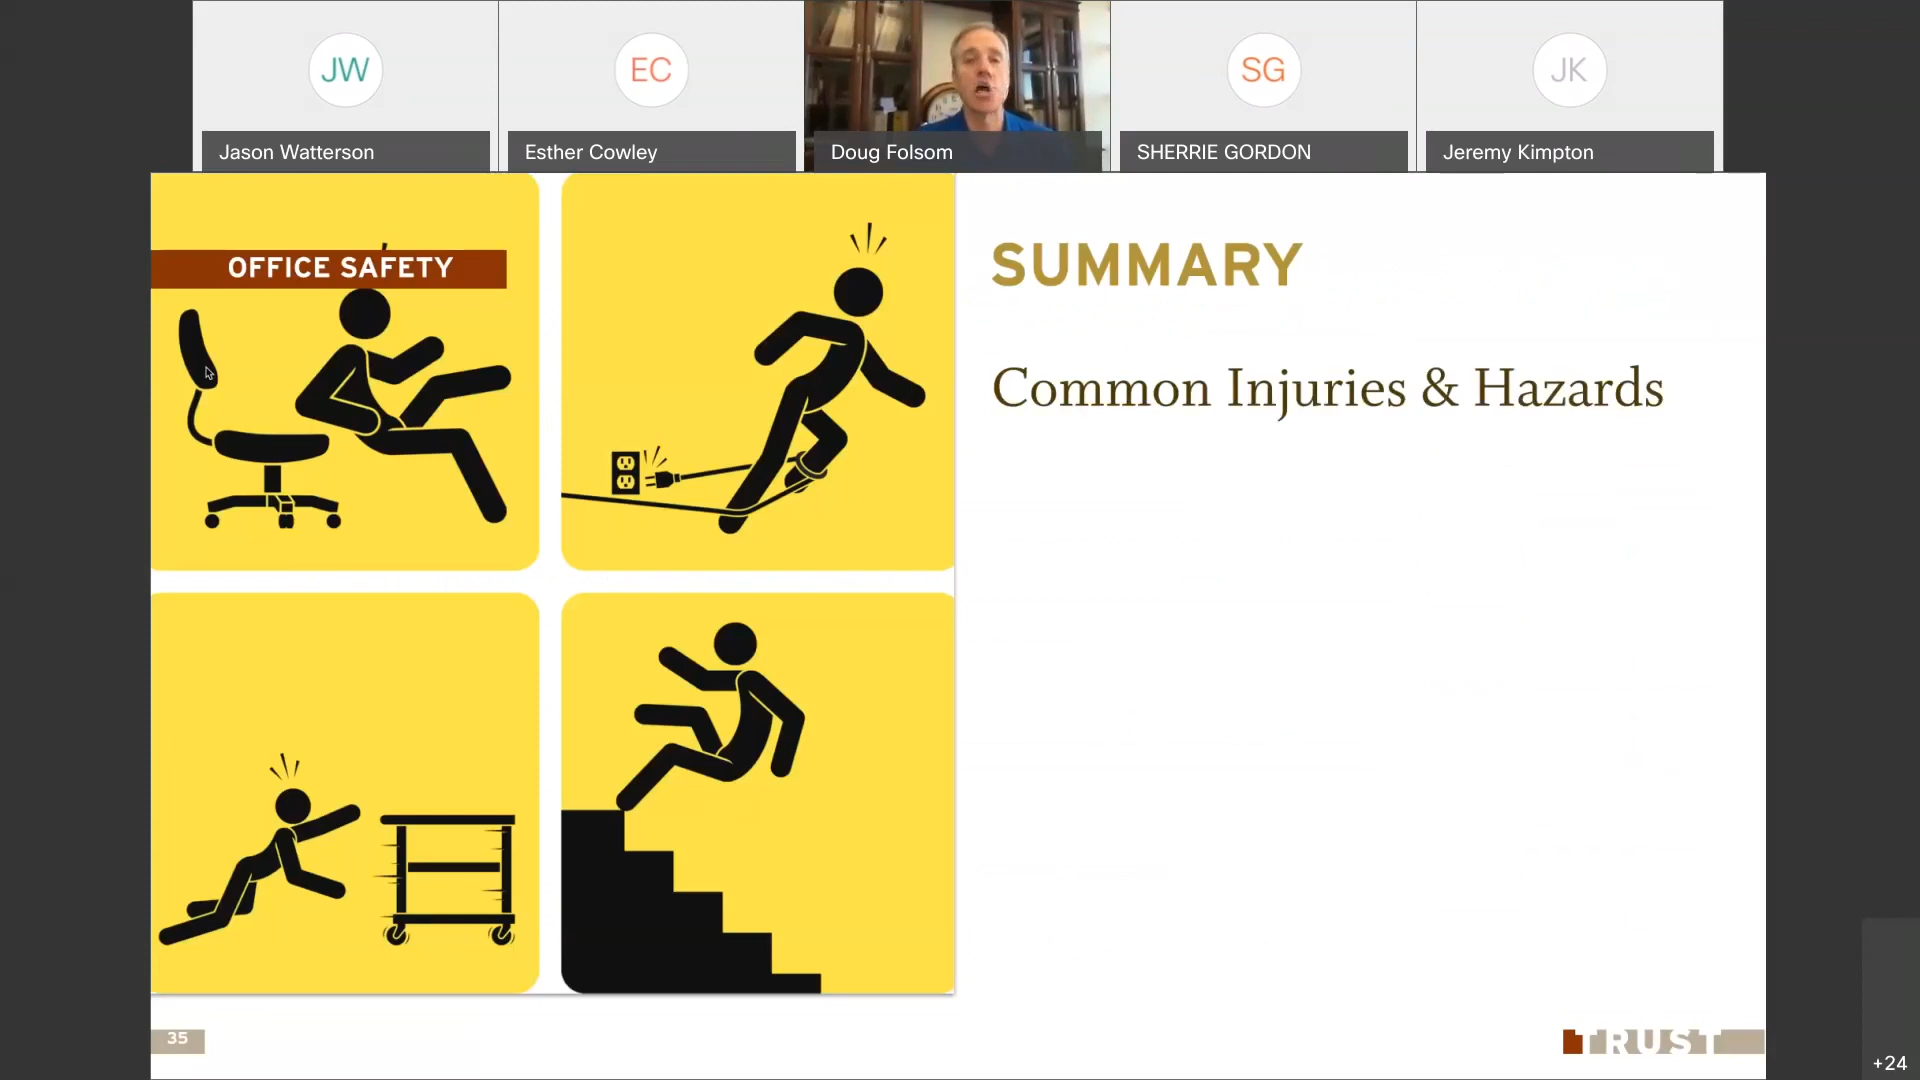 JW
EC
SG
JK
Jason Watterson
Esther Cowley
Doug Folsom
SHERRIE GORDON
Jeremy Kimpton
OFFICE SAFETY
SUMMARY
Common Injuries & Hazards
35
TRUST
+24